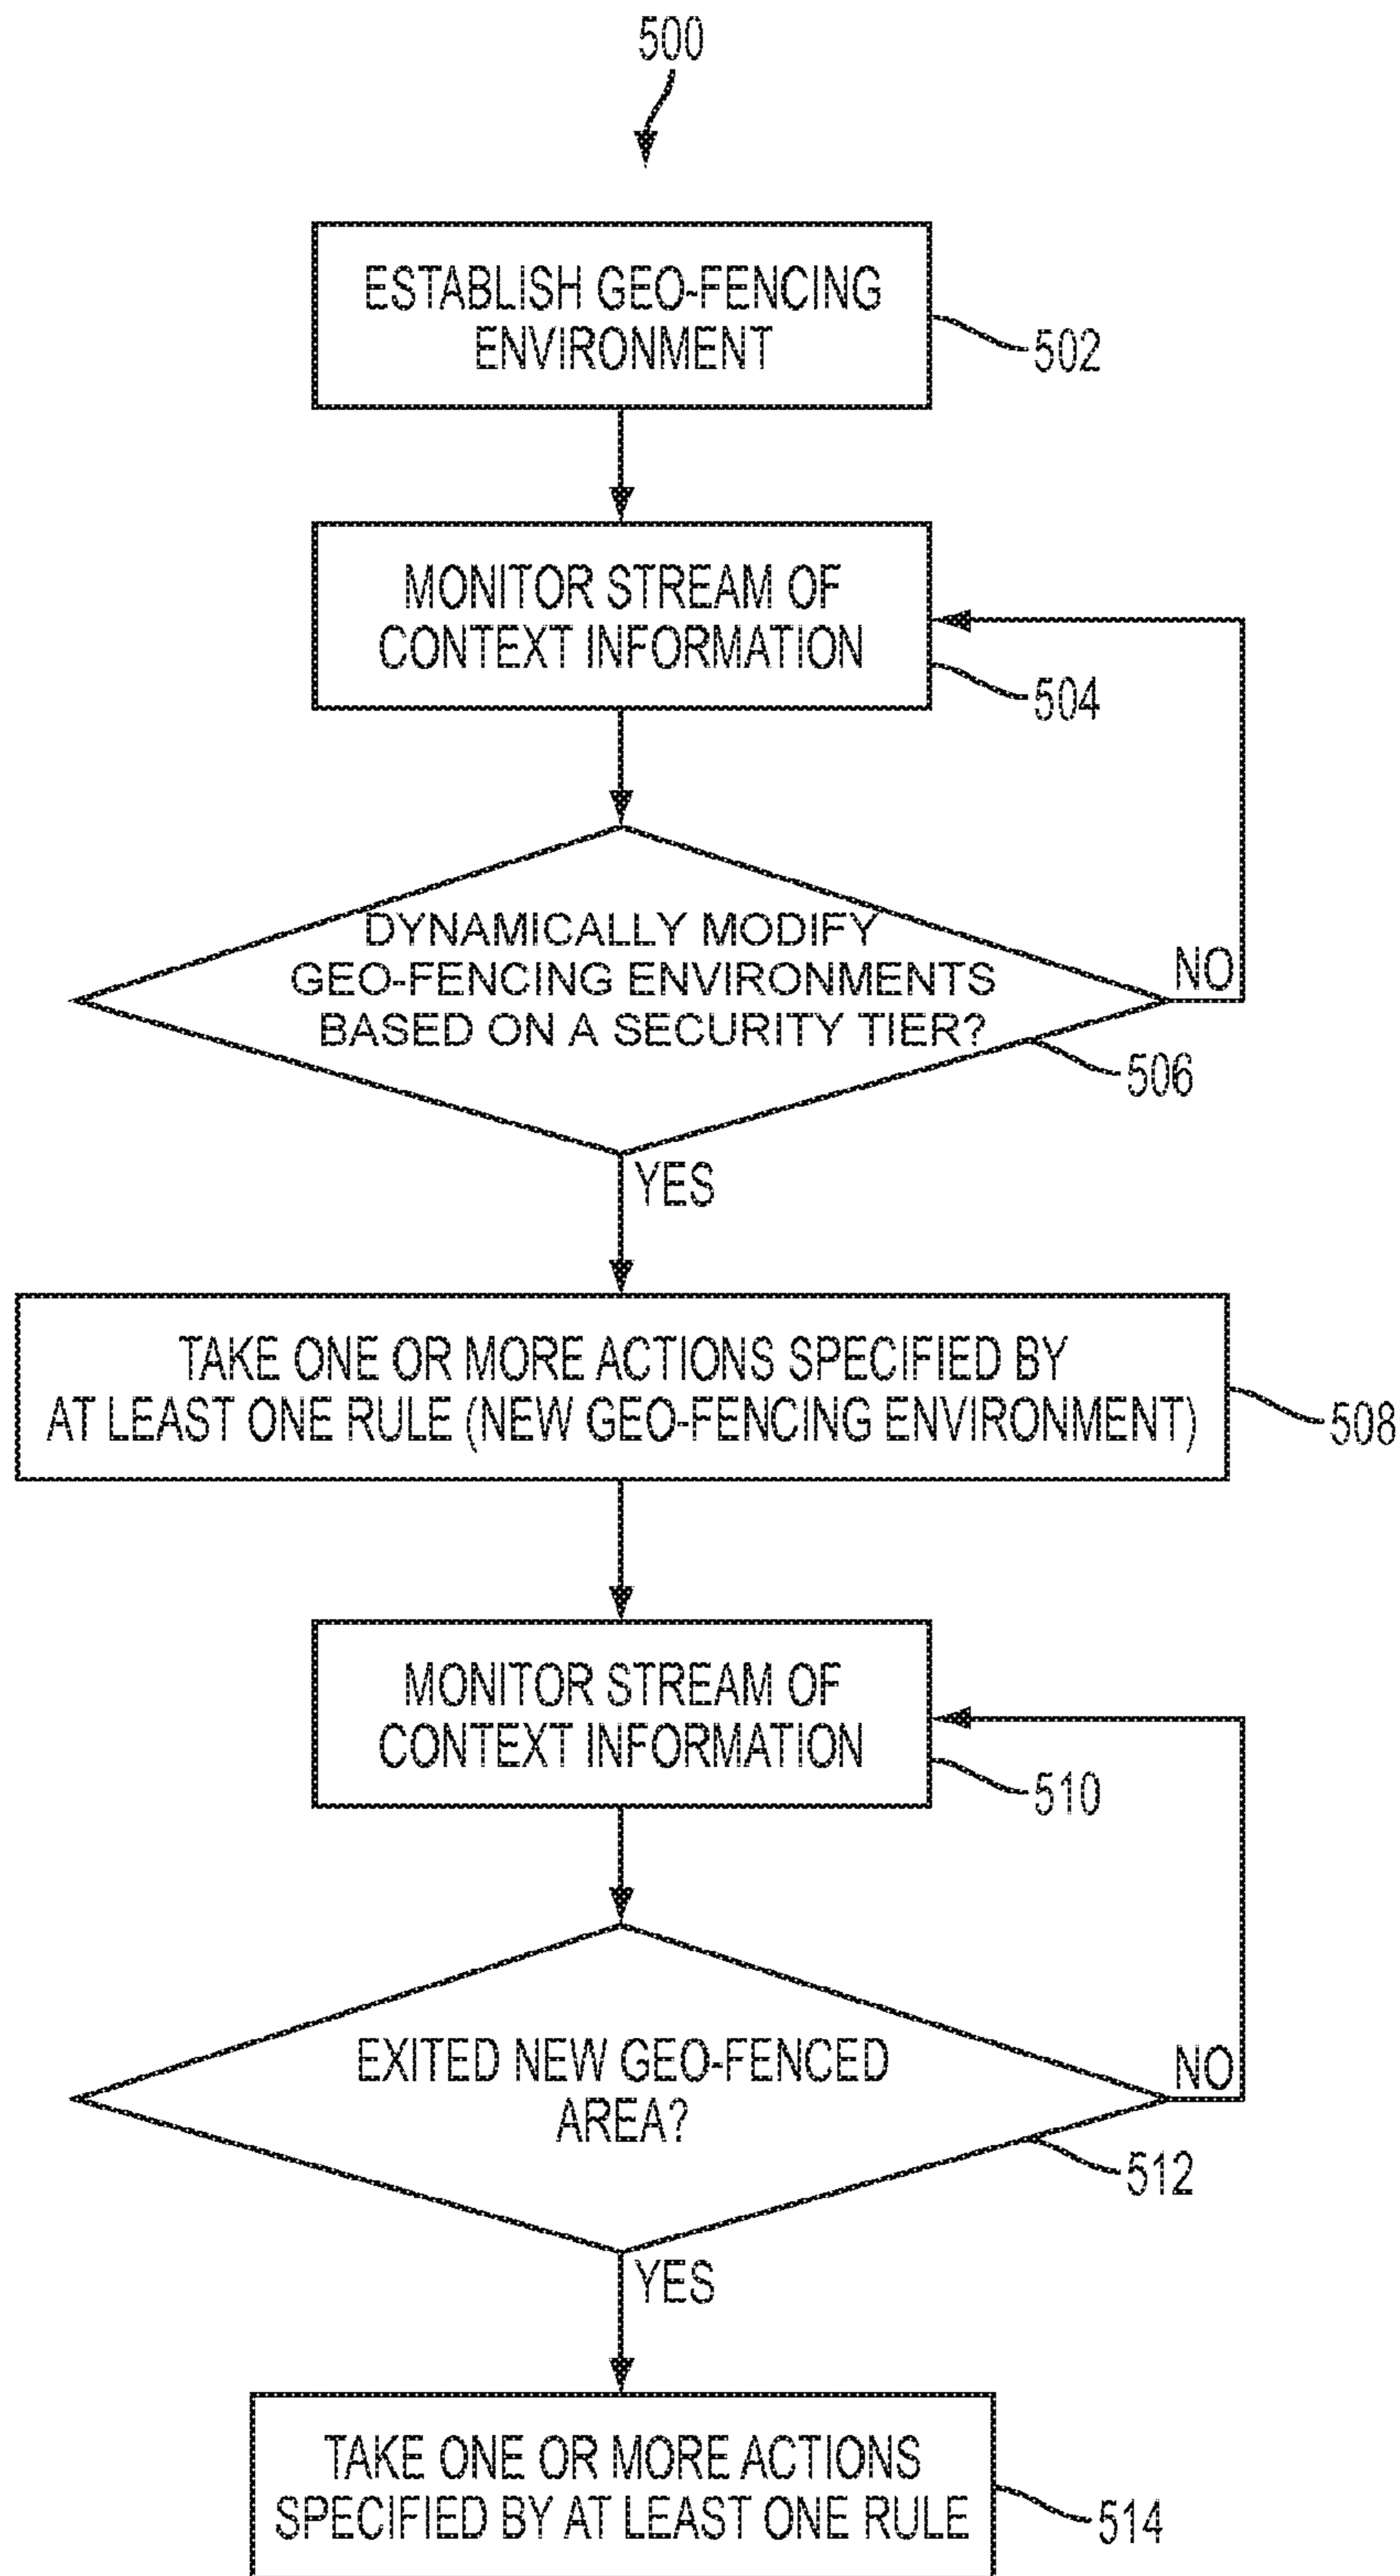 500
ESTABLISH GEO-FENCING
ENVIRONMENT
502
MONITOR STREAM OF
CONTEXT INFORMATION
504
DYNAMICALLY MODIFY
GEO-FENCING ENVIRONMENTS
BASED ON A SECURITY TIER?
NO
506
YES
TAKE ONE OR MORE ACTIONS SPECIFIED BY
AT LEAST ONE RULE (NEW GEO-FENCING ENVIRONMENT)
508
MONITOR STREAM OF
CONTEXT INFORMATION
510
EXITED NEW GEO-FENCED
AREA?
NO
512
YES
TAKE ONE OR MORE ACTIONS
SPECIFIED BY AT LEAST ONE RULE
514